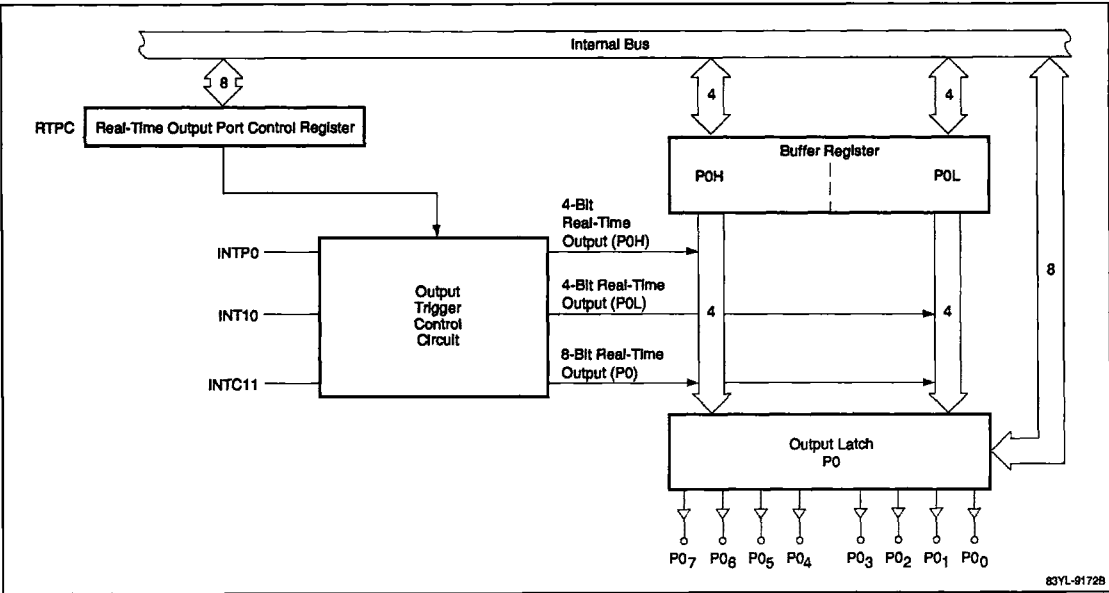 Internal Bus
8
4
4
RTPC
Real-Time Output Port Control Register
Buffer Register
P0H
P0L
4-Bit
Real-Time
Output (P0H)
INTP0
8
Output
Trigger
Control
Circuit
4-Bit Real-Time
Output (P0L)
INT10
4
4
8-Bit Real-Time
Output (P0)
INTC11
Output Latch
P0
P07 P06 P05 P04 P03 P02 P01 P00
83YL-9172B